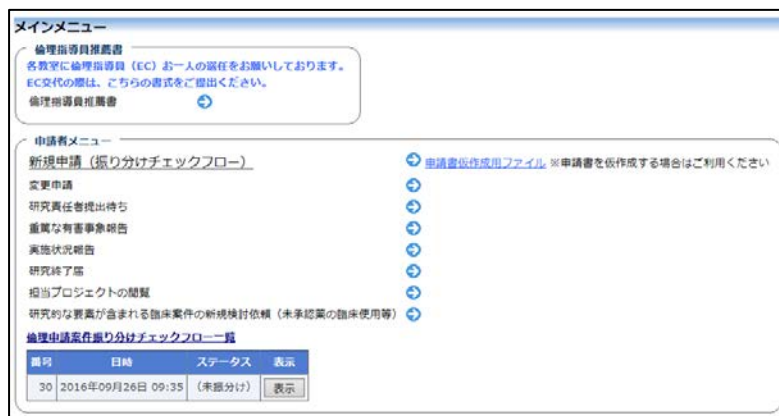 メインメニュー
倫理指導員推薦書
各教室に倫理指導員（EC）お一人の選任をお願いしております。
EC交代の際は、こちらの書式をご提出ください。
倫理指導員推薦書
申請者メニュー
新規申請（振り分けチェックフロー）
申請書仮作成用ファイル ※申請書を仮作成する場合はご利用ください
変更申請
研究責任者提出待ち
重篤な有害事象報告
実施状況報告
研究終了届
担当プロジェクトの閲覧
研究的な要素が含まれる臨床案件の新規検討依頼（未承認薬の臨床使用等）
倫理申請案件振り分けチェックフロー一覧
番号 日時 ステータス 表示
30 2016年09月26日 09:35 （未振分け） 表示